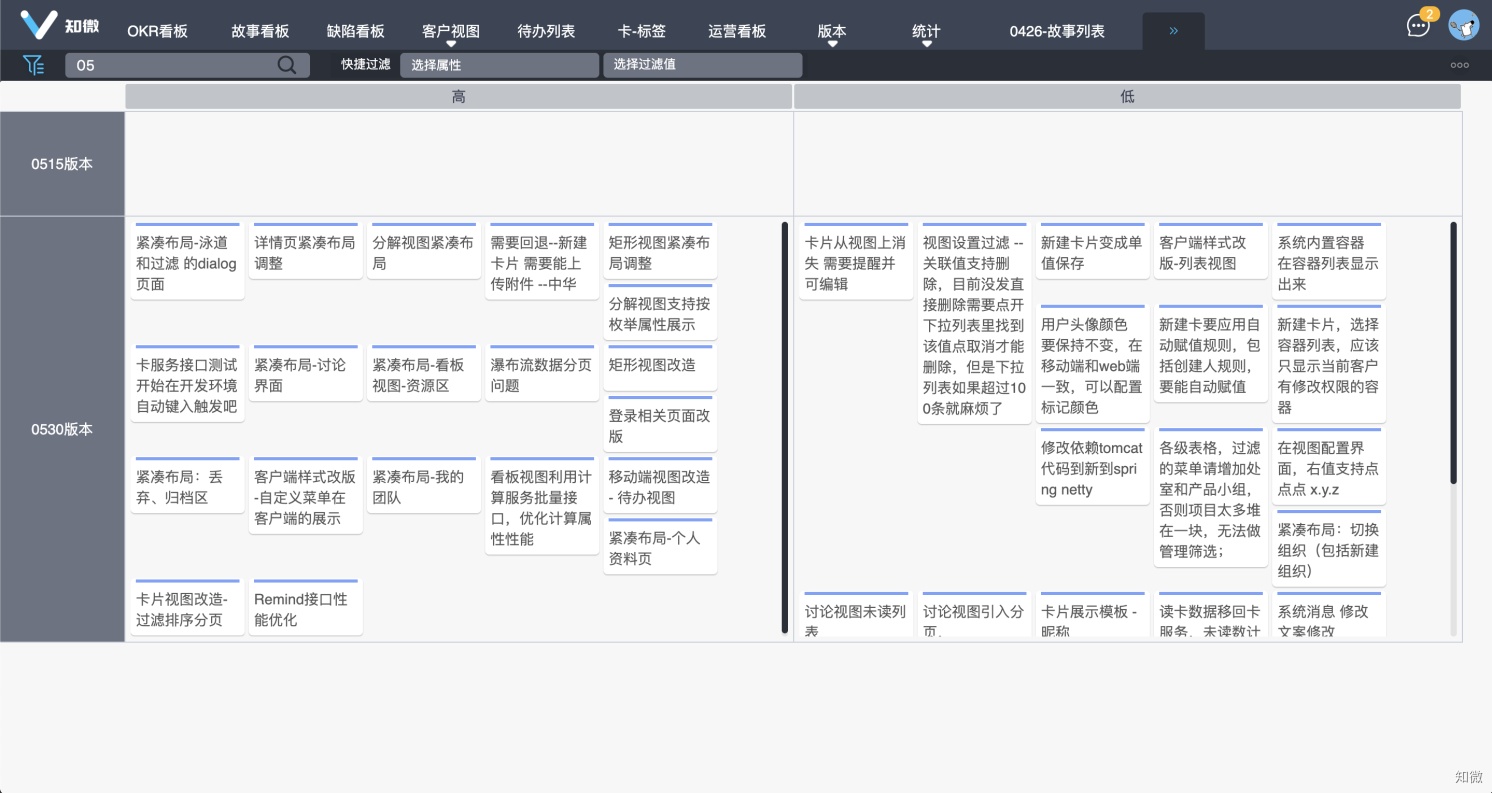 知微
OKR看板
故事看板
缺陷看板
客户视图
待办列表
卡-标签
运营看板
版本
统计
0426-故事列表
»
2
05
快捷过滤
选择属性
选择过滤值
高
低
0515版本
0530版本
紧凑布局-泳道
和过滤 的dialog
页面
详情页紧凑布局
调整
分解视图紧凑布
局
需要回退--新建
卡片 需要能上
传附件 --中华
矩形视图紧凑布
局调整
分解视图支持按
枚举属性展示
卡服务接口测试
开始在开发环境
自动键入触发吧
紧凑布局-讨论
界面
紧凑布局-看板
视图-资源区
瀑布流数据分页
问题
矩形视图改造
登录相关页面改
版
紧凑布局：丢
弃、归档区
客户端样式改版
-自定义菜单在
客户端的展示
紧凑布局-我的
团队
看板视图利用计
算服务批量接
口，优化计算属
性性能
移动端视图改造
- 待办视图
紧凑布局-个人
资料页
卡片视图改造-
过滤排序分页
Remind接口性
能优化
卡片从视图上消
失 需要提醒并
可编辑
视图设置过滤 --
关联值支持删
除，目前没发直
接删除需要点开
下拉列表里找到
该值点取消才能
删除，但是下拉
列表如果超过10
0条就麻烦了
新建卡片变成单
值保存
客户端样式改
版-列表视图
系统内置容器
在容器列表显示
出来
用户头像颜色
要保持不变，在
移动端和web端
一致，可以配置
标记颜色
新建卡要应用自
动赋值规则，包
括创建人规则，
要能自动赋值
新建卡片，选择
容器列表，应该
只显示当前客户
有修改权限的容
器
修改依赖tomcat
代码到新到spri
ng netty
各级表格，过滤
的菜单请增加处
室和产品小组，
否则项目太多堆
在一块，无法做
管理筛选；
在视图配置界
面，右值支持点
点点 x.y.z
紧凑布局：切换
组织（包括新建
组织）
讨论视图未读列
表
讨论视图引入分
页，
卡片展示模板 -
昵称
读卡数据移回卡
服务，未读数计
系统消息 修改
文案修改
知微